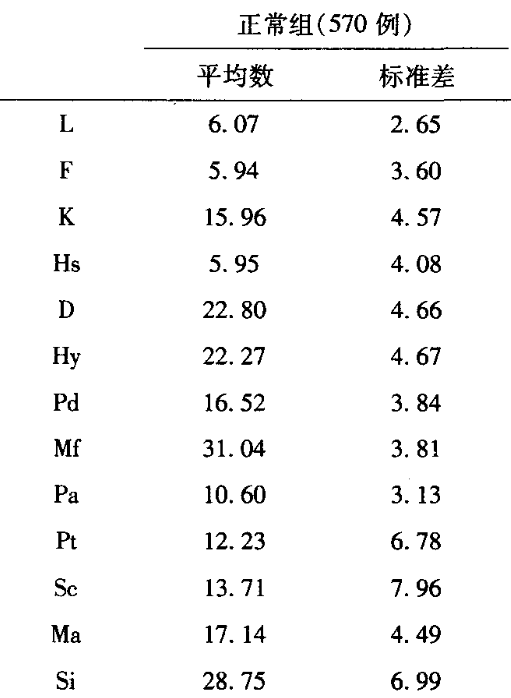 正常组(570 例)
平均数 标准差
L 6.07 2.65
F 5.94 3.60
K 15.96 4.57
Hs 5.95 4.08
D 22.80 4.66
Hy 22.27 4.67
Pd 16.52 3.84
Mf 31.04 3.81
Pa 10.60 3.13
Pt 12.23 6.78
Sc 13.71 7.96
Ma 17.14 4.49
Si 28.75 6.99